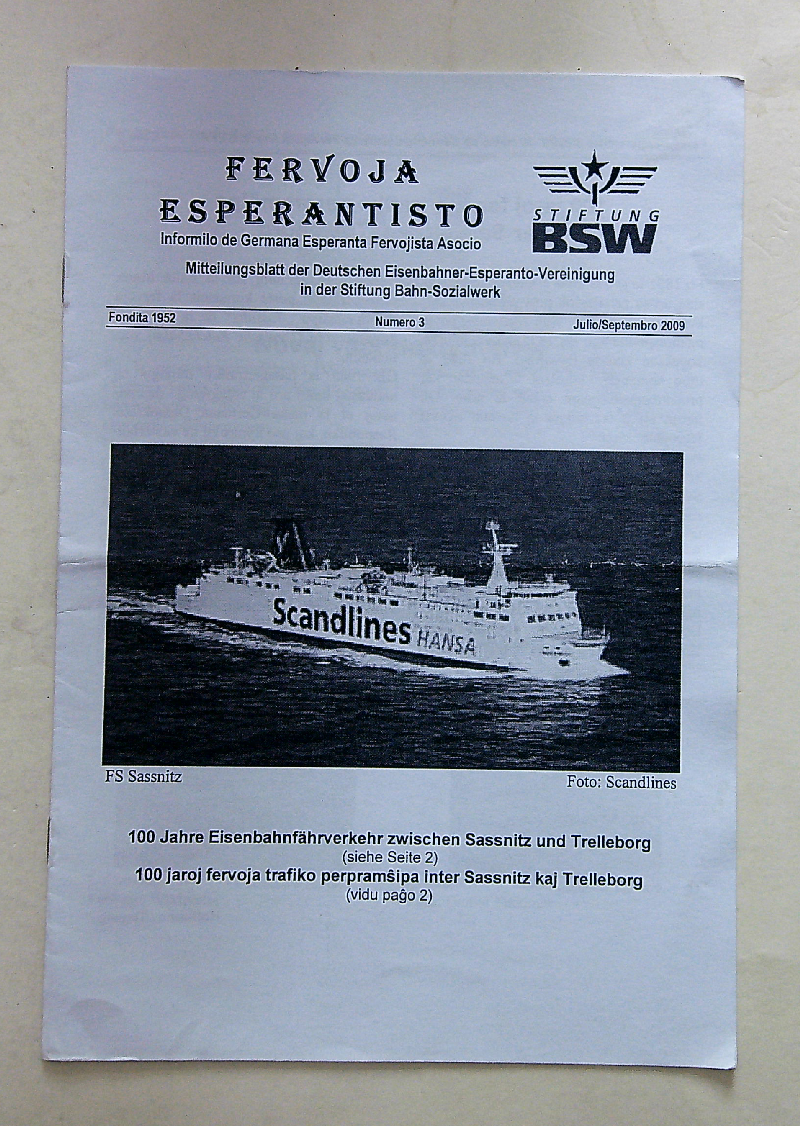 FERVOJA
ESPERANTISTO
Informilo de Germana Esperanta Fervojista Asocio
STIFTUNG
BSW
Mitteilungsblatt der Deutschen Eisenbahner-Esperanto-Vereinigung
in der Stiftung Bahn-Sozialwerk
Fondita 1952 Numero 3 Julio/Septembro 2009
Scandlines HANSA
FS Sassnitz Foto: Scandlines
100 Jahre Eisenbahnfährverkehr zwischen Sassnitz und Trelleborg
(siehe Seite 2)
100 jaroj fervoja trafiko perpramŝipa inter Sassnitz kaj Trelleborg
(vidu paĝo 2)